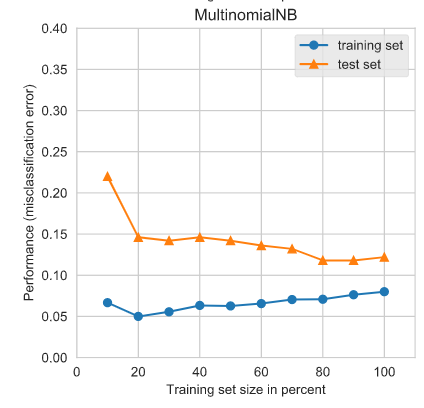 MultinomialNB
0.40
0.35
0.30
0.25
0.20
0.15
0.10
0.05
0.00
Performance (misclassification error)
training set
test set
0 20 40 60 80 100
Training set size in percent